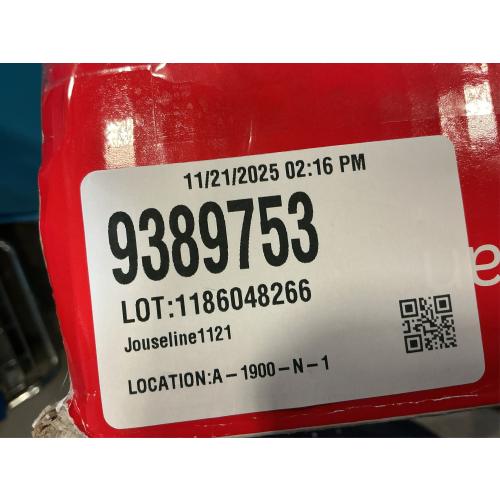 11/21/2025 02:16 PM
9389753
LOT:1186048266
Jouseline1121
LOCATION:A-1900-N-1